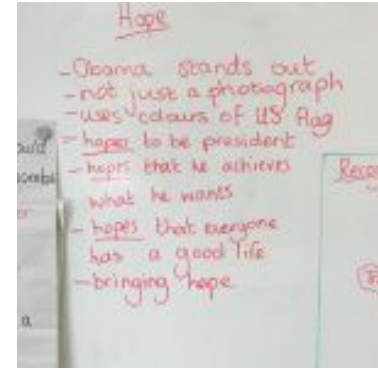 Hope
- Obama stands out
- not just a photograph
- uses colours of US flag
- hopes to be president
- hopes that he achieves
what he wants
- hopes that everyone
has a good life
- bringing hope
a